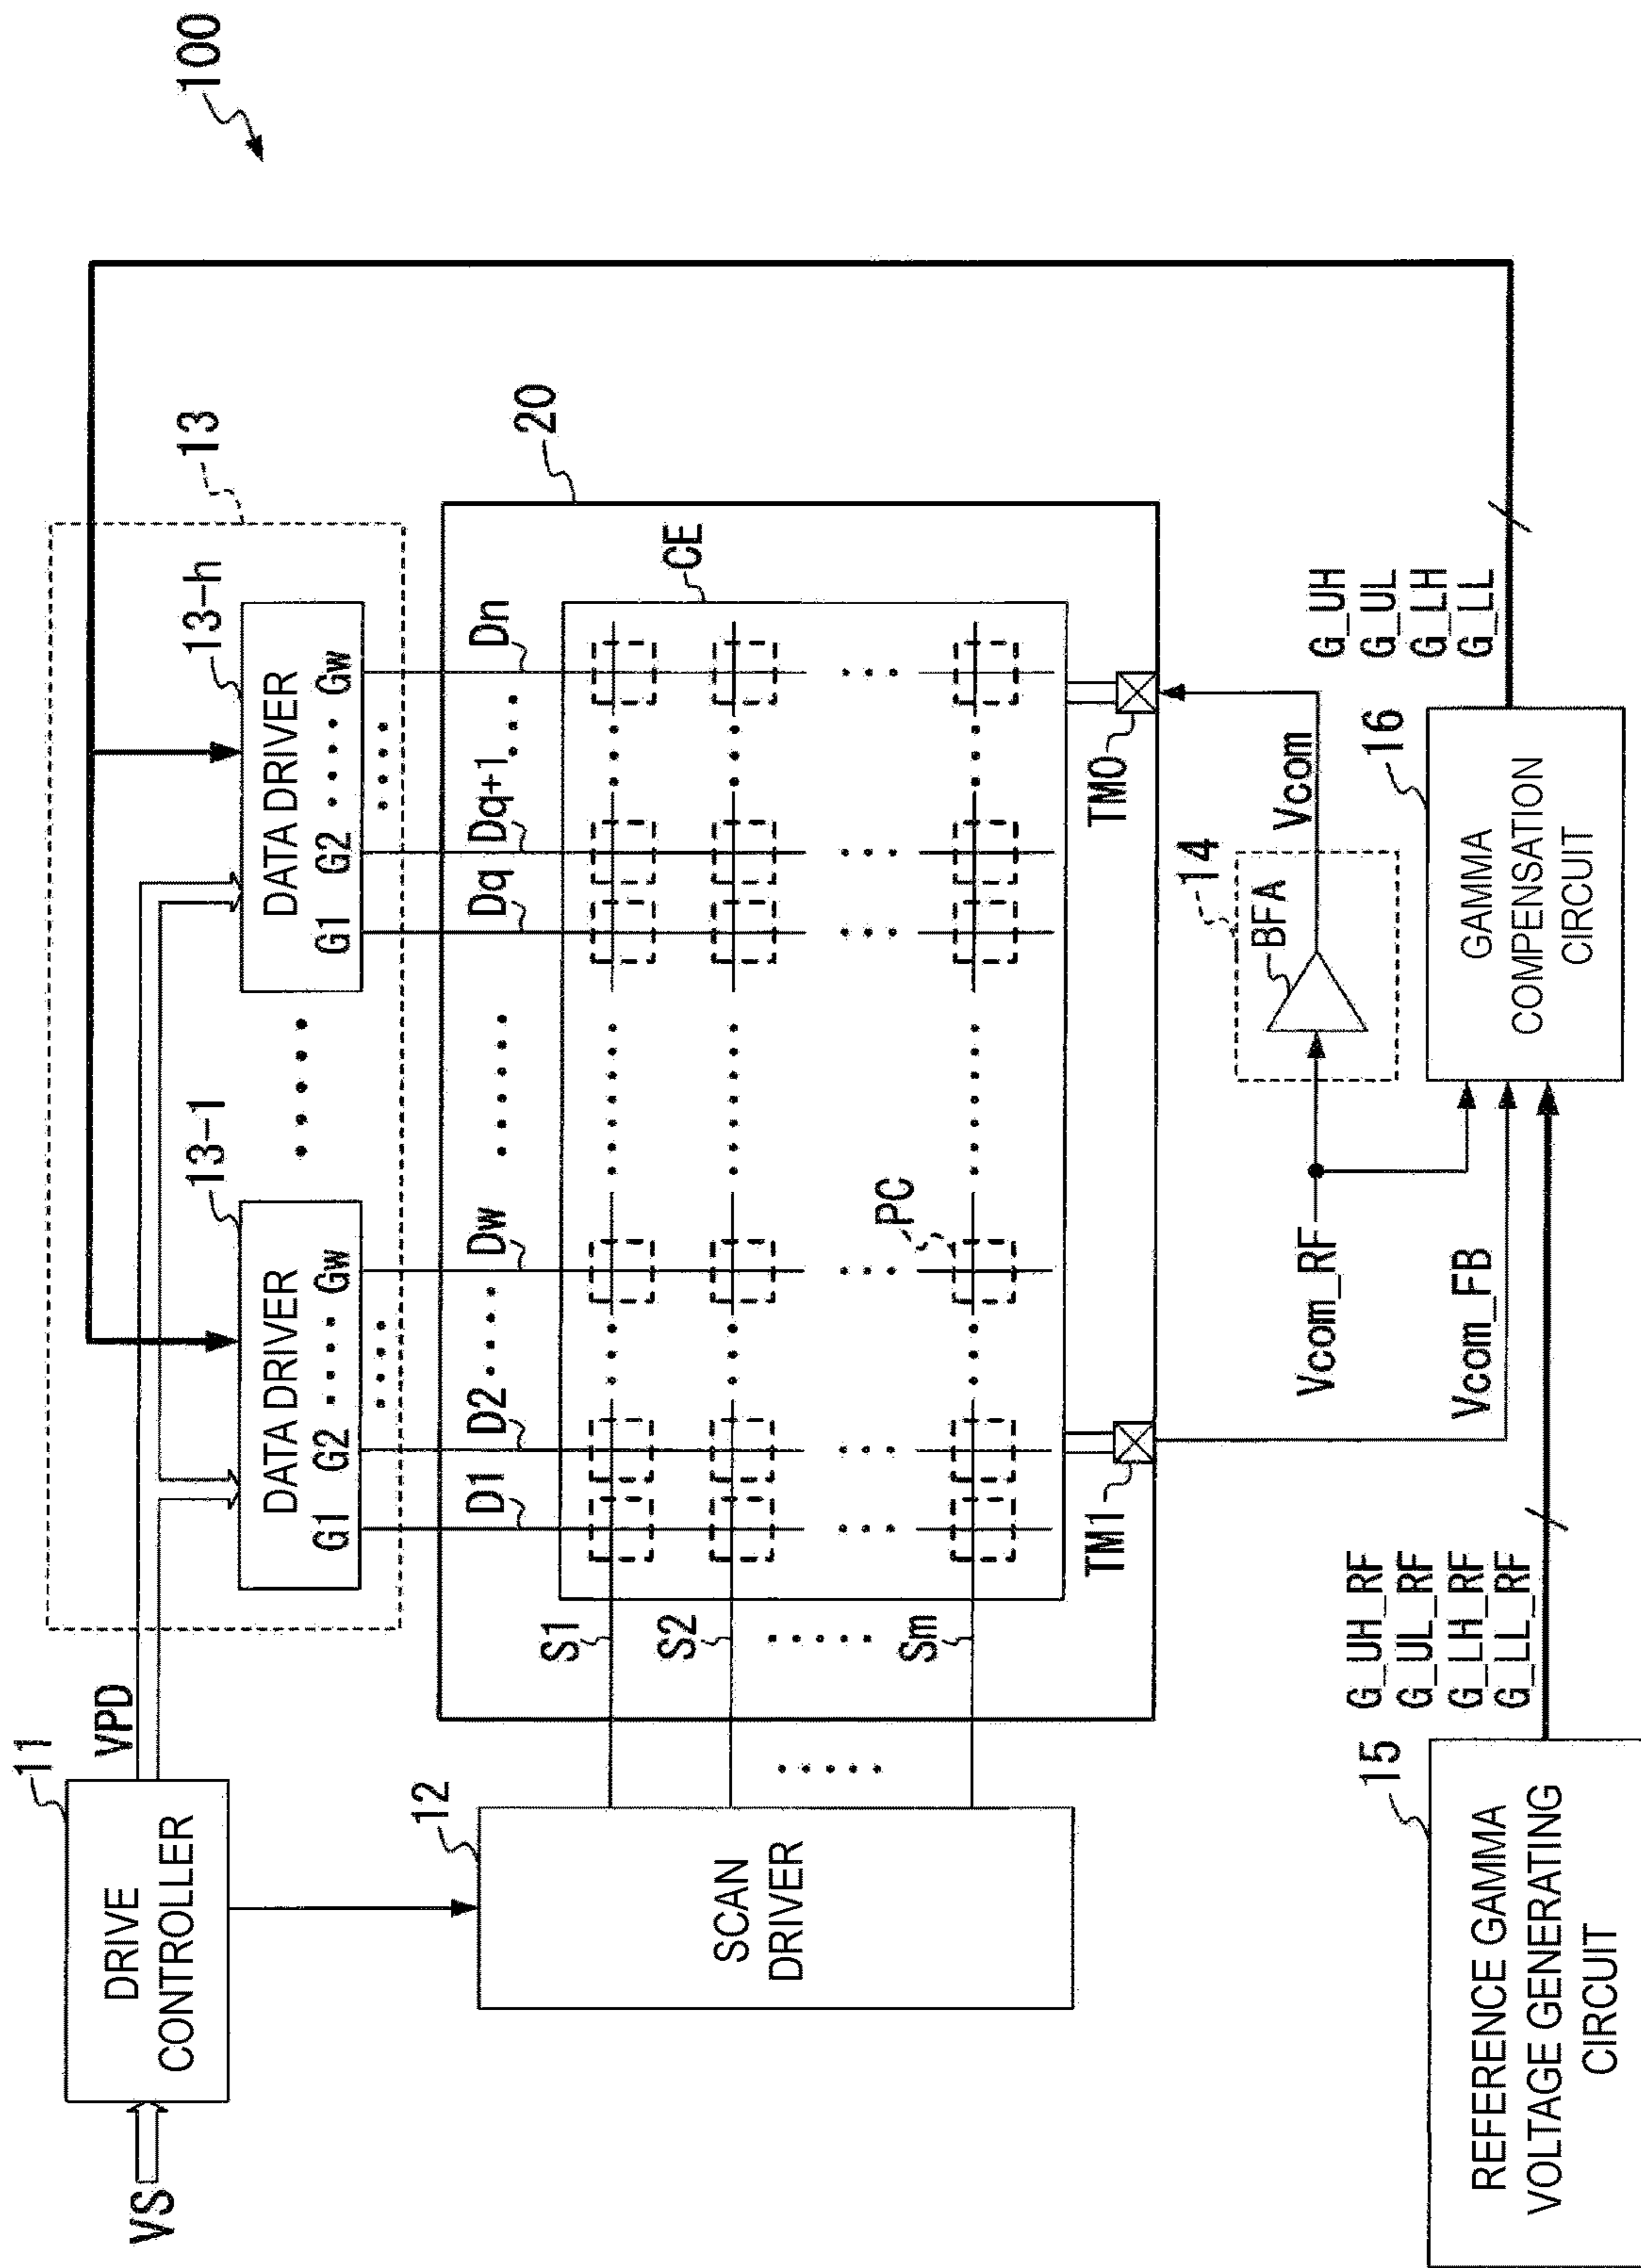 100
VS
DRIVE
CONTROLLER
11
VPD
13
DATA DRIVER
13-1
G1 G2 Gw
DATA DRIVER
13-h
G1 G2 Gw
SCAN
DRIVER
12
D1
D2
Dw
Dq
Dq+1
Dn
20
CE
S1
S2
Sm
PC
TM1
TM0
14
BFA
Vcom
Vcom_RF
Vcom_FB
REFERENCE GAMMA
VOLTAGE GENERATING
CIRCUIT
15
G_UH_RF
G_UL_RF
G_LH_RF
G_LL_RF
GAMMA
COMPENSATION
CIRCUIT
16
G_UH
G_UL
G_LH
G_LL